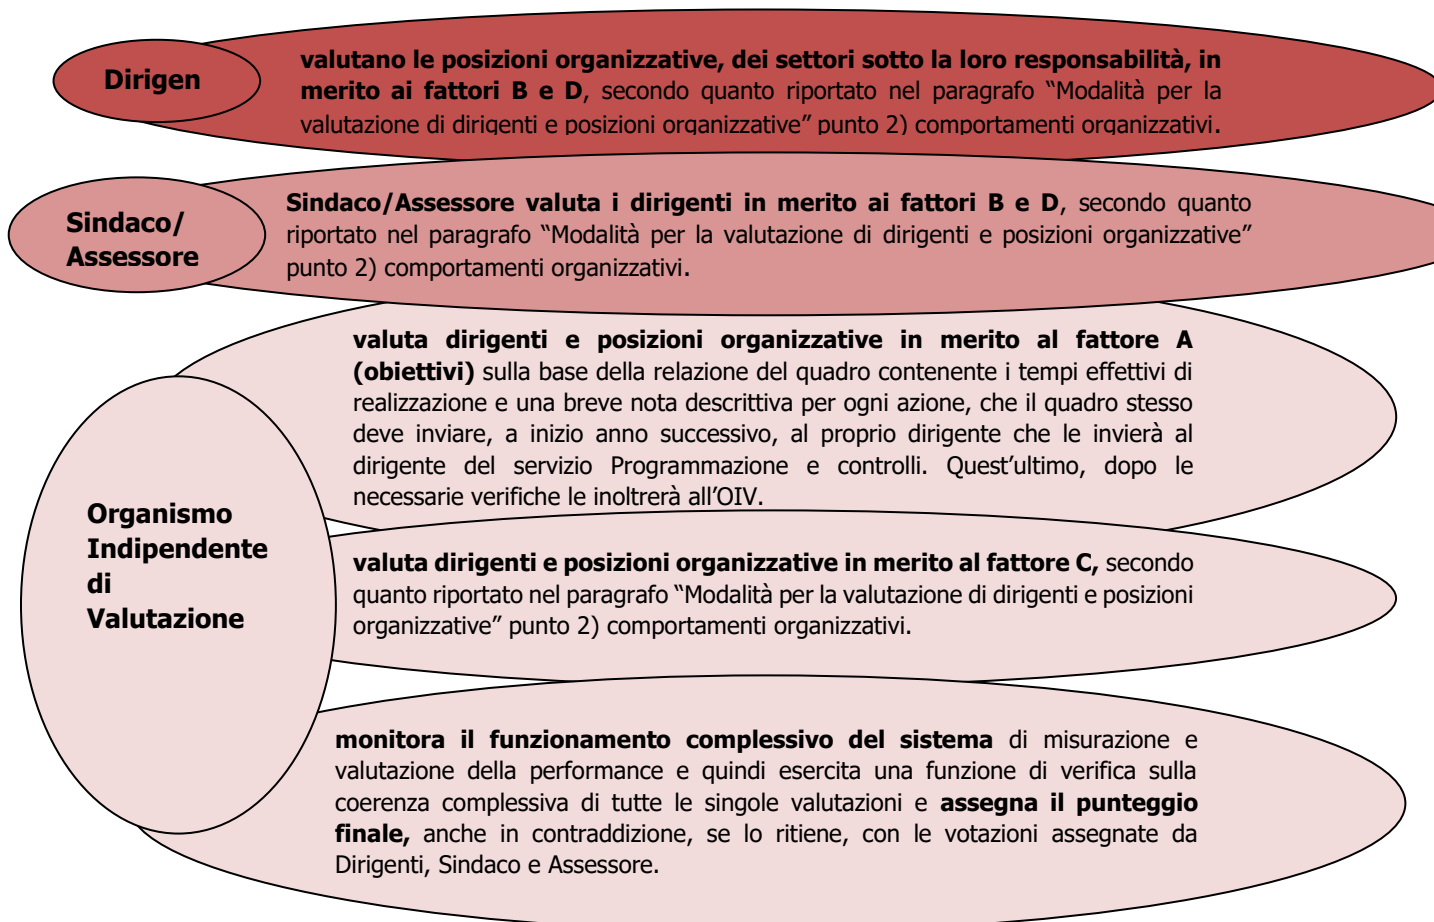 Dirigen
valutano le posizioni organizzative, dei settori sotto la loro responsabilità, in
merito ai fattori B e D, secondo quanto riportato nel paragrafo “Modalità per la
valutazione di dirigenti e posizioni organizzative” punto 2) comportamenti organizzativi.
Sindaco/
Assessore
Sindaco/Assessore valuta i dirigenti in merito ai fattori B e D, secondo quanto
riportato nel paragrafo “Modalità per la valutazione di dirigenti e posizioni organizzative”
punto 2) comportamenti organizzativi.
Organismo
Indipendente
di
Valutazione
valuta dirigenti e posizioni organizzative in merito al fattore A
(obiettivi) sulla base della relazione del quadro contenente i tempi effettivi di
realizzazione e una breve nota descrittiva per ogni azione, che il quadro stesso
deve inviare, a inizio anno successivo, al proprio dirigente che le invierà al
dirigente del servizio Programmazione e controlli. Quest’ultimo, dopo le
necessarie verifiche le inoltrerà all’OIV.
valuta dirigenti e posizioni organizzative in merito al fattore C, secondo
quanto riportato nel paragrafo “Modalità per la valutazione di dirigenti e posizioni
organizzative” punto 2) comportamenti organizzativi.
monitora il funzionamento complessivo del sistema di misurazione e
valutazione della performance e quindi esercita una funzione di verifica sulla
coerenza complessiva di tutte le singole valutazioni e assegna il punteggio
finale, anche in contraddizione, se lo ritiene, con le votazioni assegnate da
Dirigenti, Sindaco e Assessore.